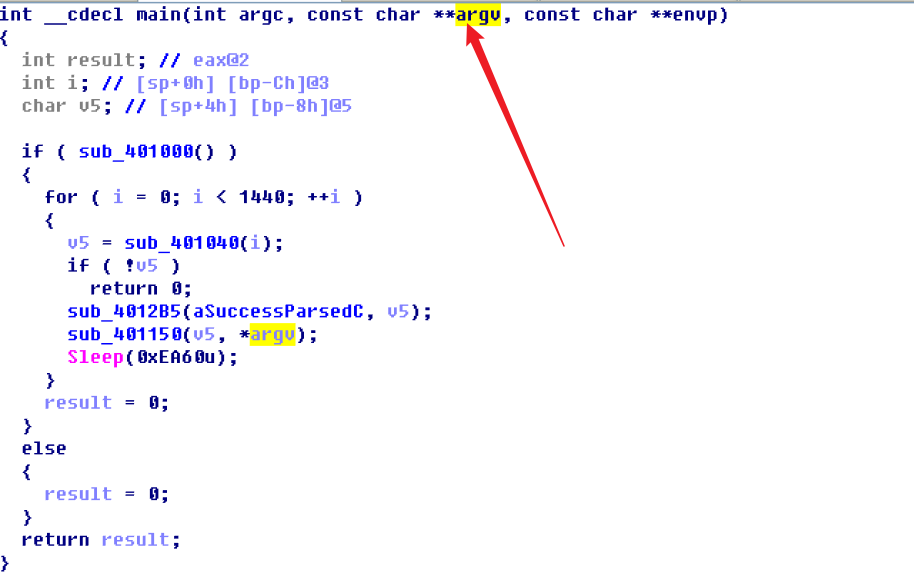 int __cdecl main(int argc, const char **argv, const char **envp)
{
  int result; // eax@2
  int i; // [sp+0h] [bp-Ch]@3
  char v5; // [sp+4h] [bp-8h]@5

  if ( sub_401000() )
  {
    for ( i = 0; i < 1440; ++i )
    {
      v5 = sub_401040(i);
      if ( !v5 )
        return 0;
      sub_4012B5(aSuccessParsedC, v5);
      sub_401150(v5, *argv);
      Sleep(0xEA60u);
    }
    result = 0;
  }
  else
  {
    result = 0;
  }
  return result;
}